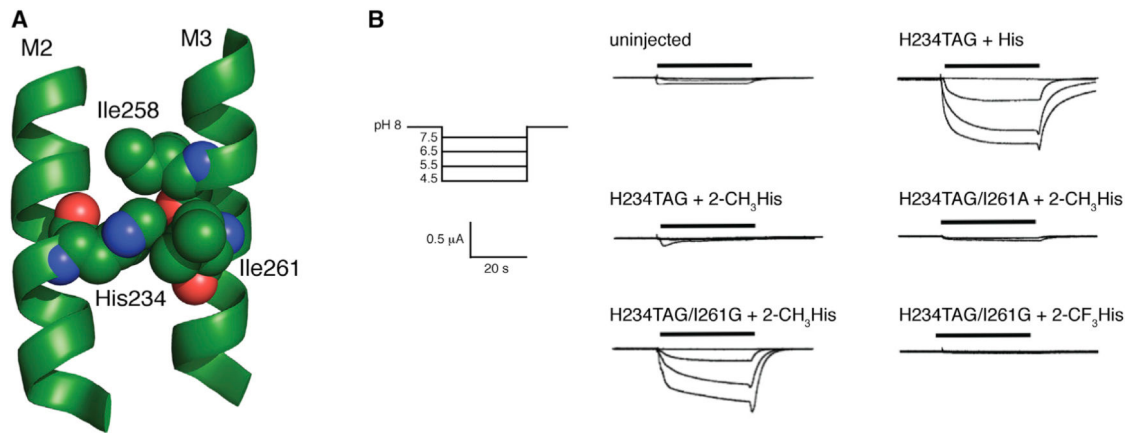 A
M2
M3
Ile258
His234
Ile261
B
pH 8
7.5
6.5
5.5
4.5
0.5 μA
20 s
uninjected
H234TAG + His
H234TAG + 2-CH₃His
H234TAG/I261A + 2-CH₃His
H234TAG/I261G + 2-CH₃His
H234TAG/I261G + 2-CF₃His